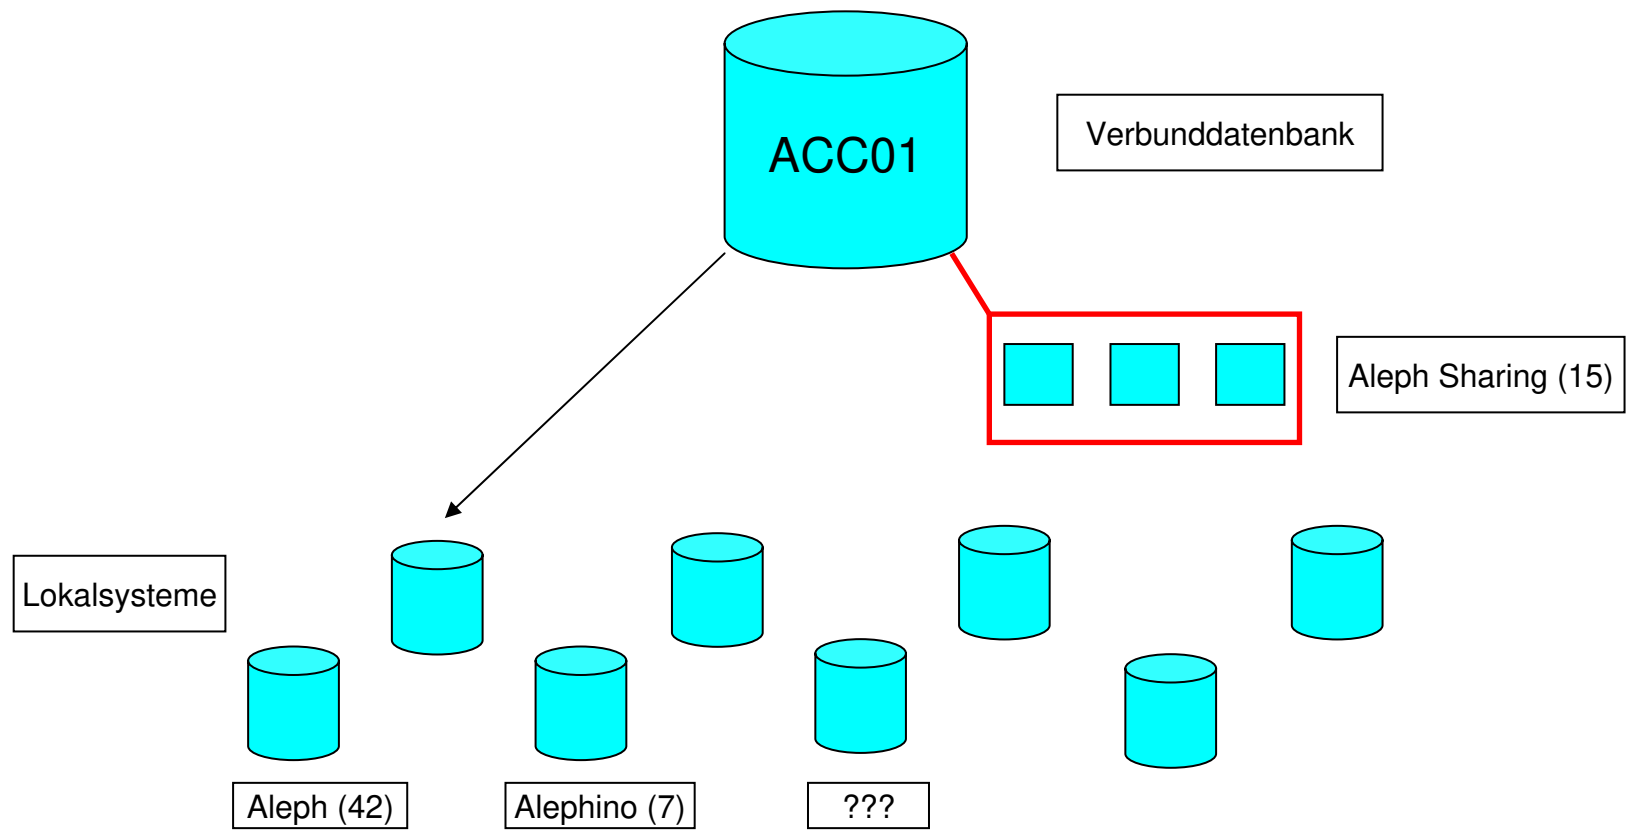 ACC01
Verbunddatenbank
Aleph Sharing (15)
Lokalsysteme
Aleph (42)
Alephino (7)
???